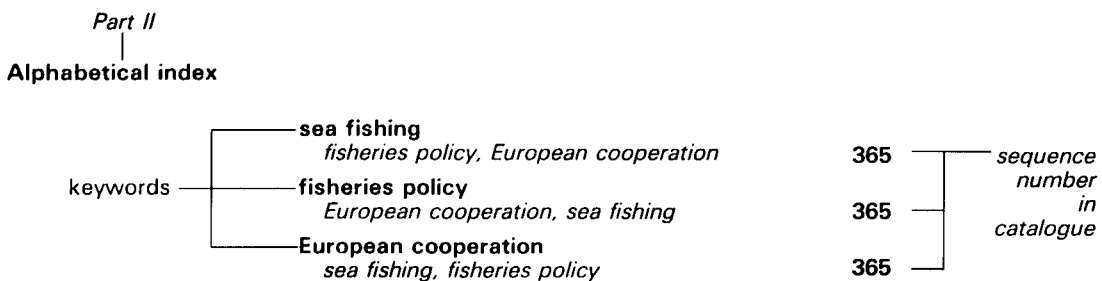 Part II
Alphabetical index
sea fishing
fisheries policy, European cooperation 365
keywords
fisheries policy
European cooperation, sea fishing 365
European cooperation
sea fishing, fisheries policy 365
sequence
number
in
catalogue